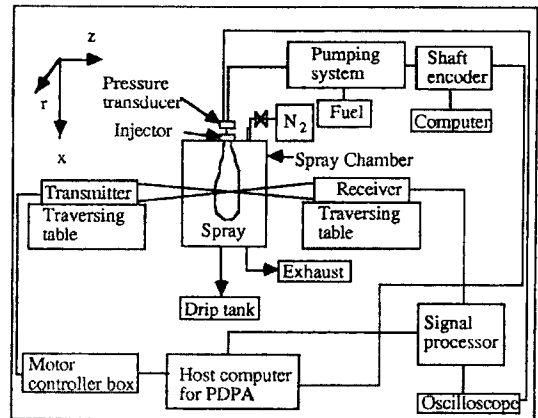 z
r
x
Pressure
transducer
Injector
Pumping
system
Shaft
encoder
Fuel
Computer
N2
Spray Chamber
Transmitter
Traversing
table
Receiver
Traversing
table
Spray
Exhaust
Drip tank
Signal
processor
Motor
controller box
Host computer
for PDPA
Oscilloscope